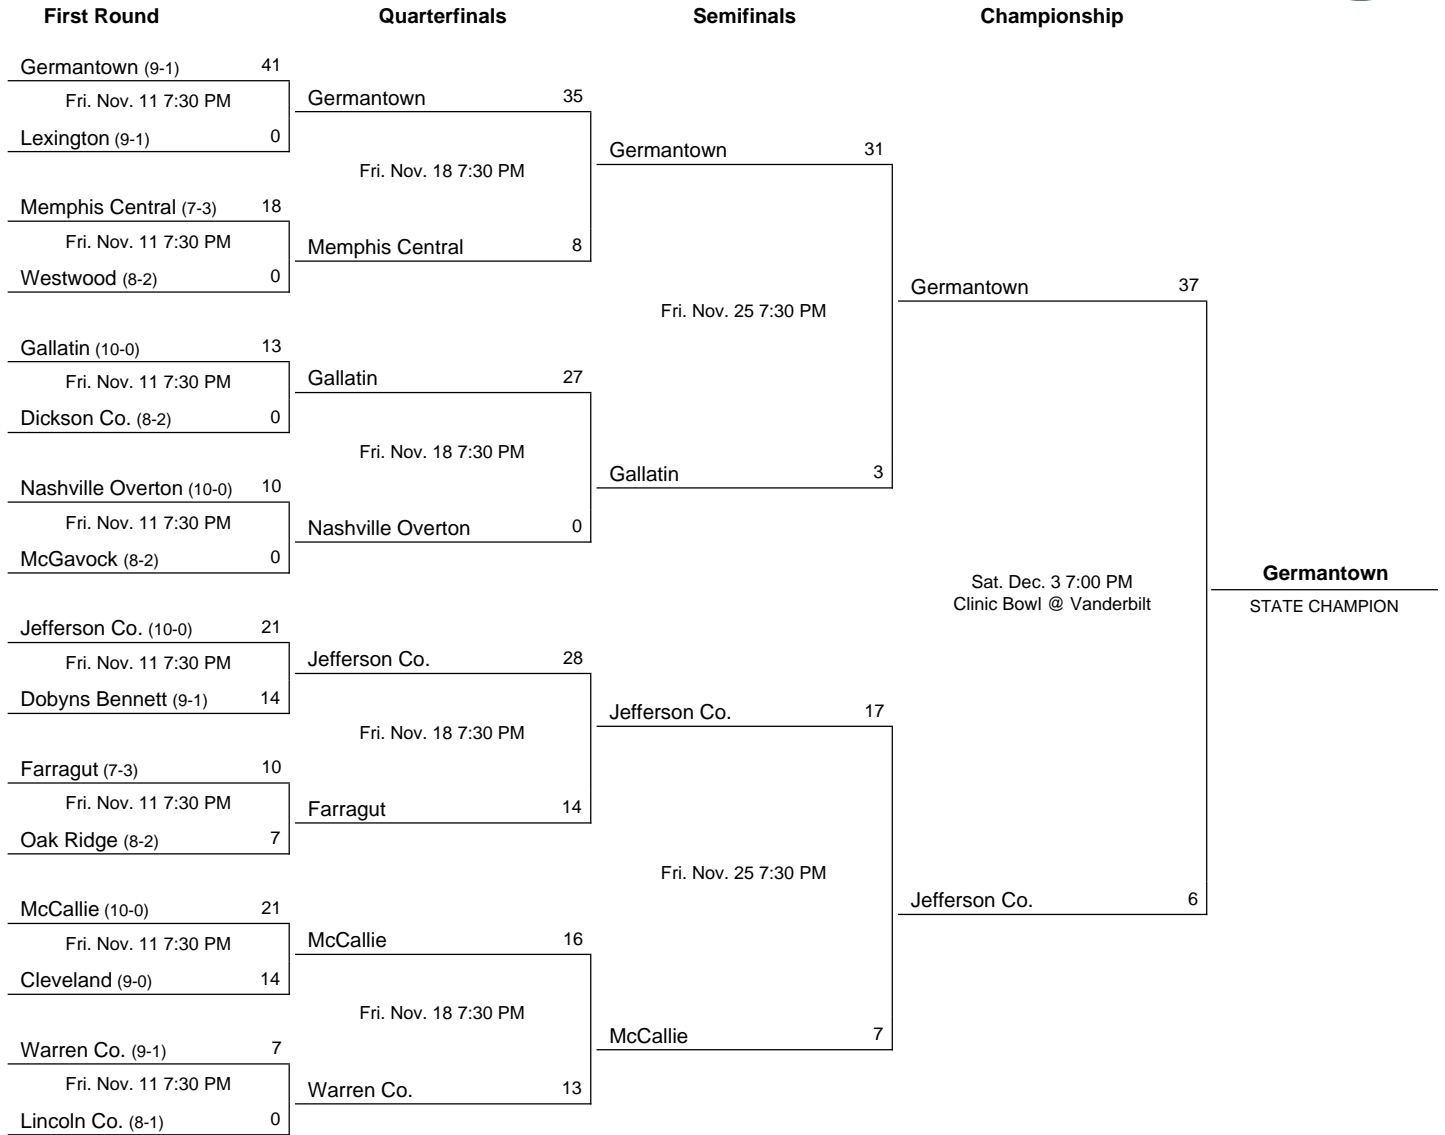 First Round Quarterfinals Semifinals Championship
Germantown (9-1) 41
Fri. Nov. 11 7:30 PM
Lexington (9-1) 0
Memphis Central (7-3) 18
Fri. Nov. 11 7:30 PM
Westwood (8-2) 0
Gallatin (10-0) 13
Fri. Nov. 11 7:30 PM
Dickson Co. (8-2) 0
Nashville Overton (10-0) 10
Fri. Nov. 11 7:30 PM
McGavock (8-2) 0
Jefferson Co. (10-0) 21
Fri. Nov. 11 7:30 PM
Dobyns Bennett (9-1) 14
Farragut (7-3) 10
Fri. Nov. 11 7:30 PM
Oak Ridge (8-2) 7
McCallie (10-0) 21
Fri. Nov. 11 7:30 PM
Cleveland (9-0) 14
Warren Co. (9-1) 7
Fri. Nov. 11 7:30 PM
Lincoln Co. (8-1) 0
Germantown 35
Fri. Nov. 18 7:30 PM
Memphis Central 8
Gallatin 27
Fri. Nov. 18 7:30 PM
Nashville Overton 0
Jefferson Co. 28
Fri. Nov. 18 7:30 PM
Farragut 14
McCallie 16
Fri. Nov. 18 7:30 PM
Warren Co. 13
Germantown 31
Fri. Nov. 25 7:30 PM
Gallatin 3
Jefferson Co. 17
Fri. Nov. 25 7:30 PM
McCallie 7
Germantown 37
Sat. Dec. 3 7:00 PM
Clinic Bowl @ Vanderbilt
Jefferson Co. 6
Germantown
STATE CHAMPION